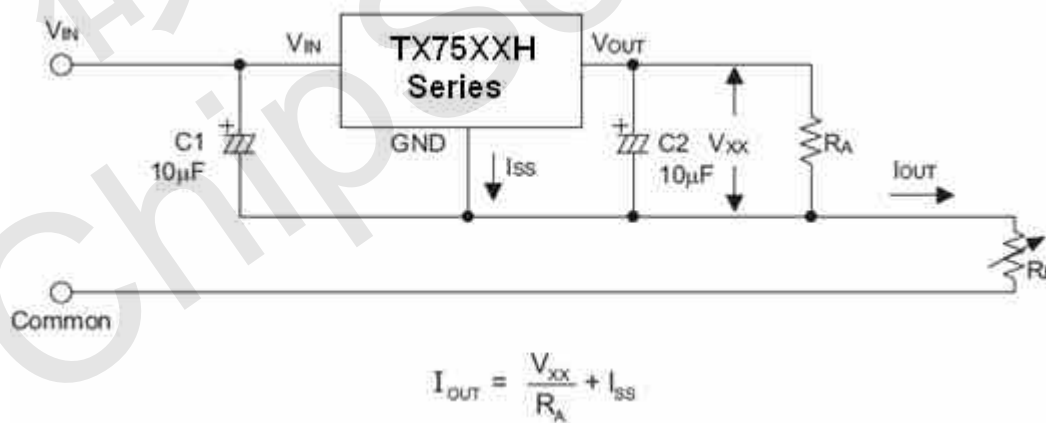 VIN
VIN
TX75XXH
Series
VOUT
GND
C1
10μF
ISS
C2
10μF
VXX
RA
IOUT
Common
IOUT = VXX / RA + ISS
ChipS